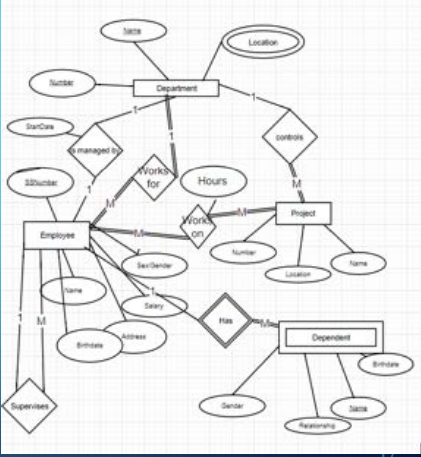 Name
Location
Number
Department
StartDate
1
1
1
is managed by
controls
SSNumber
Works
for
Hours
1
M
M
M
Project
Employee
M
Works
on
Sex/Gender
Number
Location
Name
Name
1
Salary
Has
M
Dependent
1
M
Birthdate
Address
Birthdate
Supervises
Gender
Name
Relationship